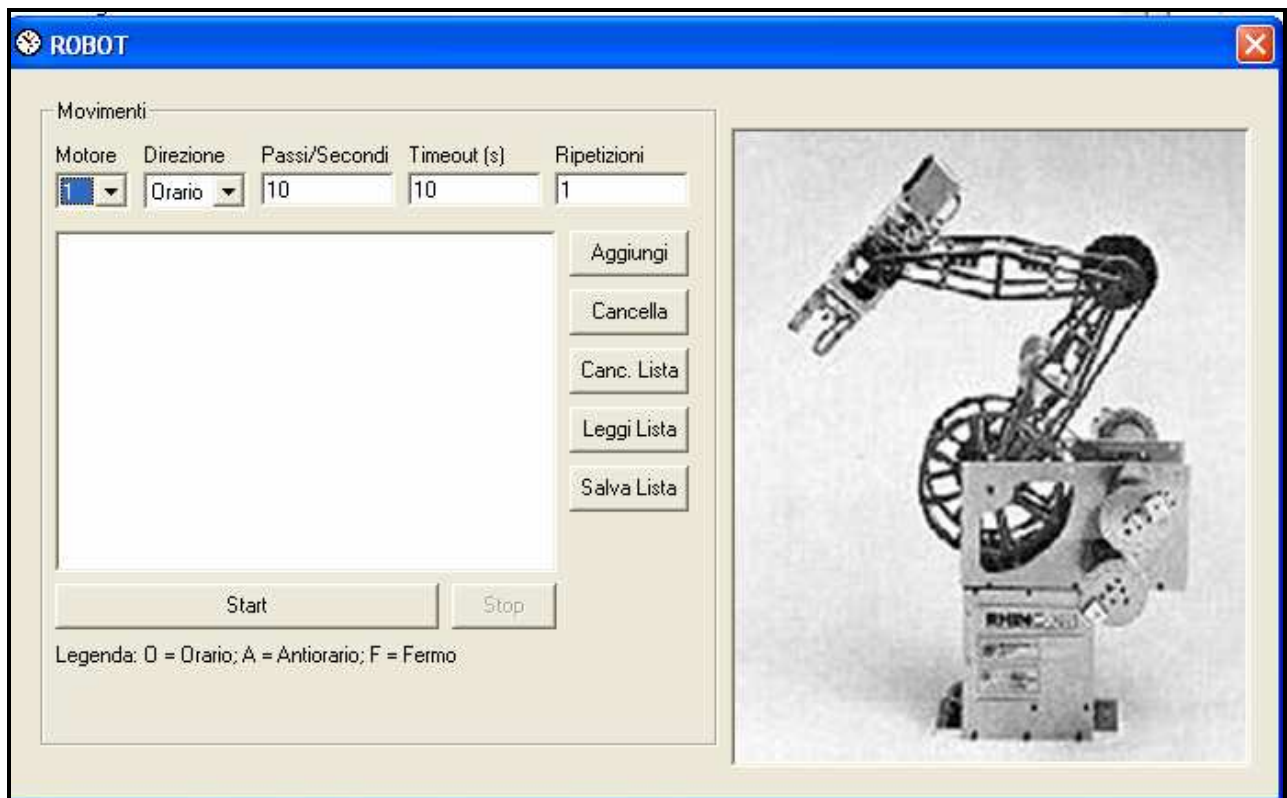 ROBOT
Movimenti
Motore Direzione Passi/Secondi Timeout (s) Ripetizioni
1 Orario 10 10 1
Aggiungi
Cancella
Canc. Lista
Leggi Lista
Salva Lista
Start Stop
Legenda: O = Orario; A = Antiorario; F = Fermo